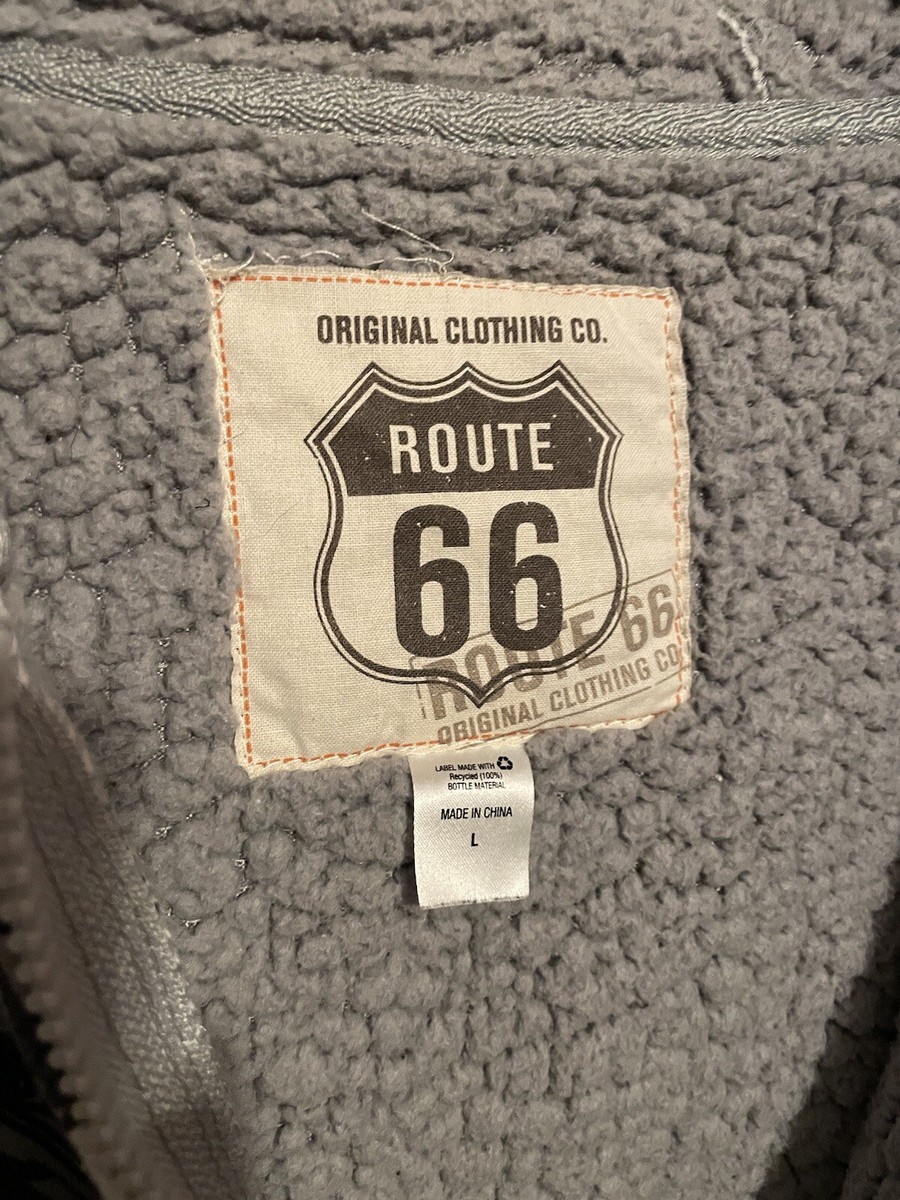 ORIGINAL CLOTHING CO.
ROUTE
66
ROUTE 66
ORIGINAL CLOTHING CO
LABEL MADE WITH
Recycled (100%)
BOTTLE MATERIAL
MADE IN CHINA
L